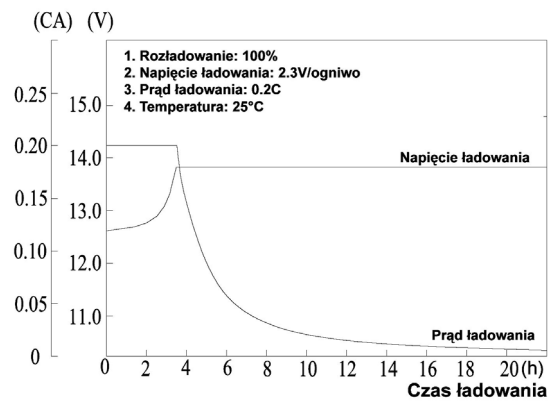 (CA) (V)
1. Rozładowanie: 100%
2. Napięcie ładowania: 2.3V/ogniwo
3. Prąd ładowania: 0.2C
4. Temperatura: 25°C
0.25
0.20
0.15
0.10
0.05
0
15.0
14.0
13.0
12.0
11.0
Napięcie ładowania
Prąd ładowania
0 2 4 6 8 10 12 14 16 18 20 (h)
Czas ładowania